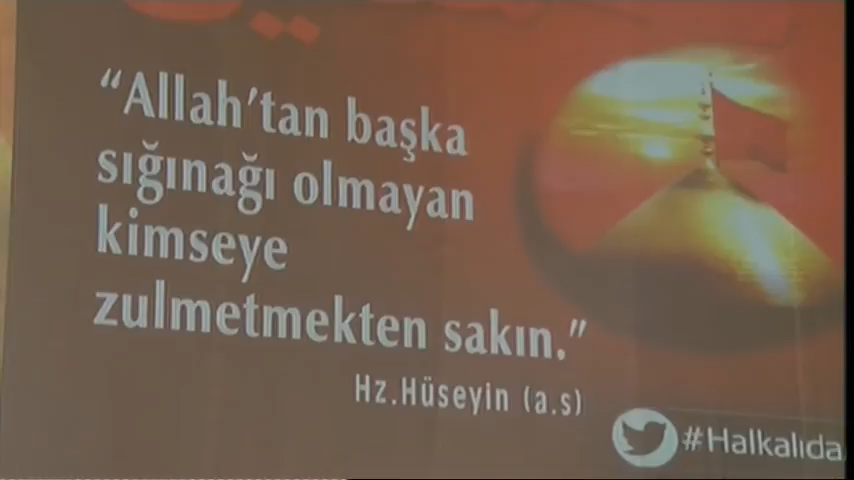 “Allah’tan başka
sığınağı olmayan
kimseye
zulmetmekten sakın.”
Hz.Hüseyin (a.s)
#Halkalıda